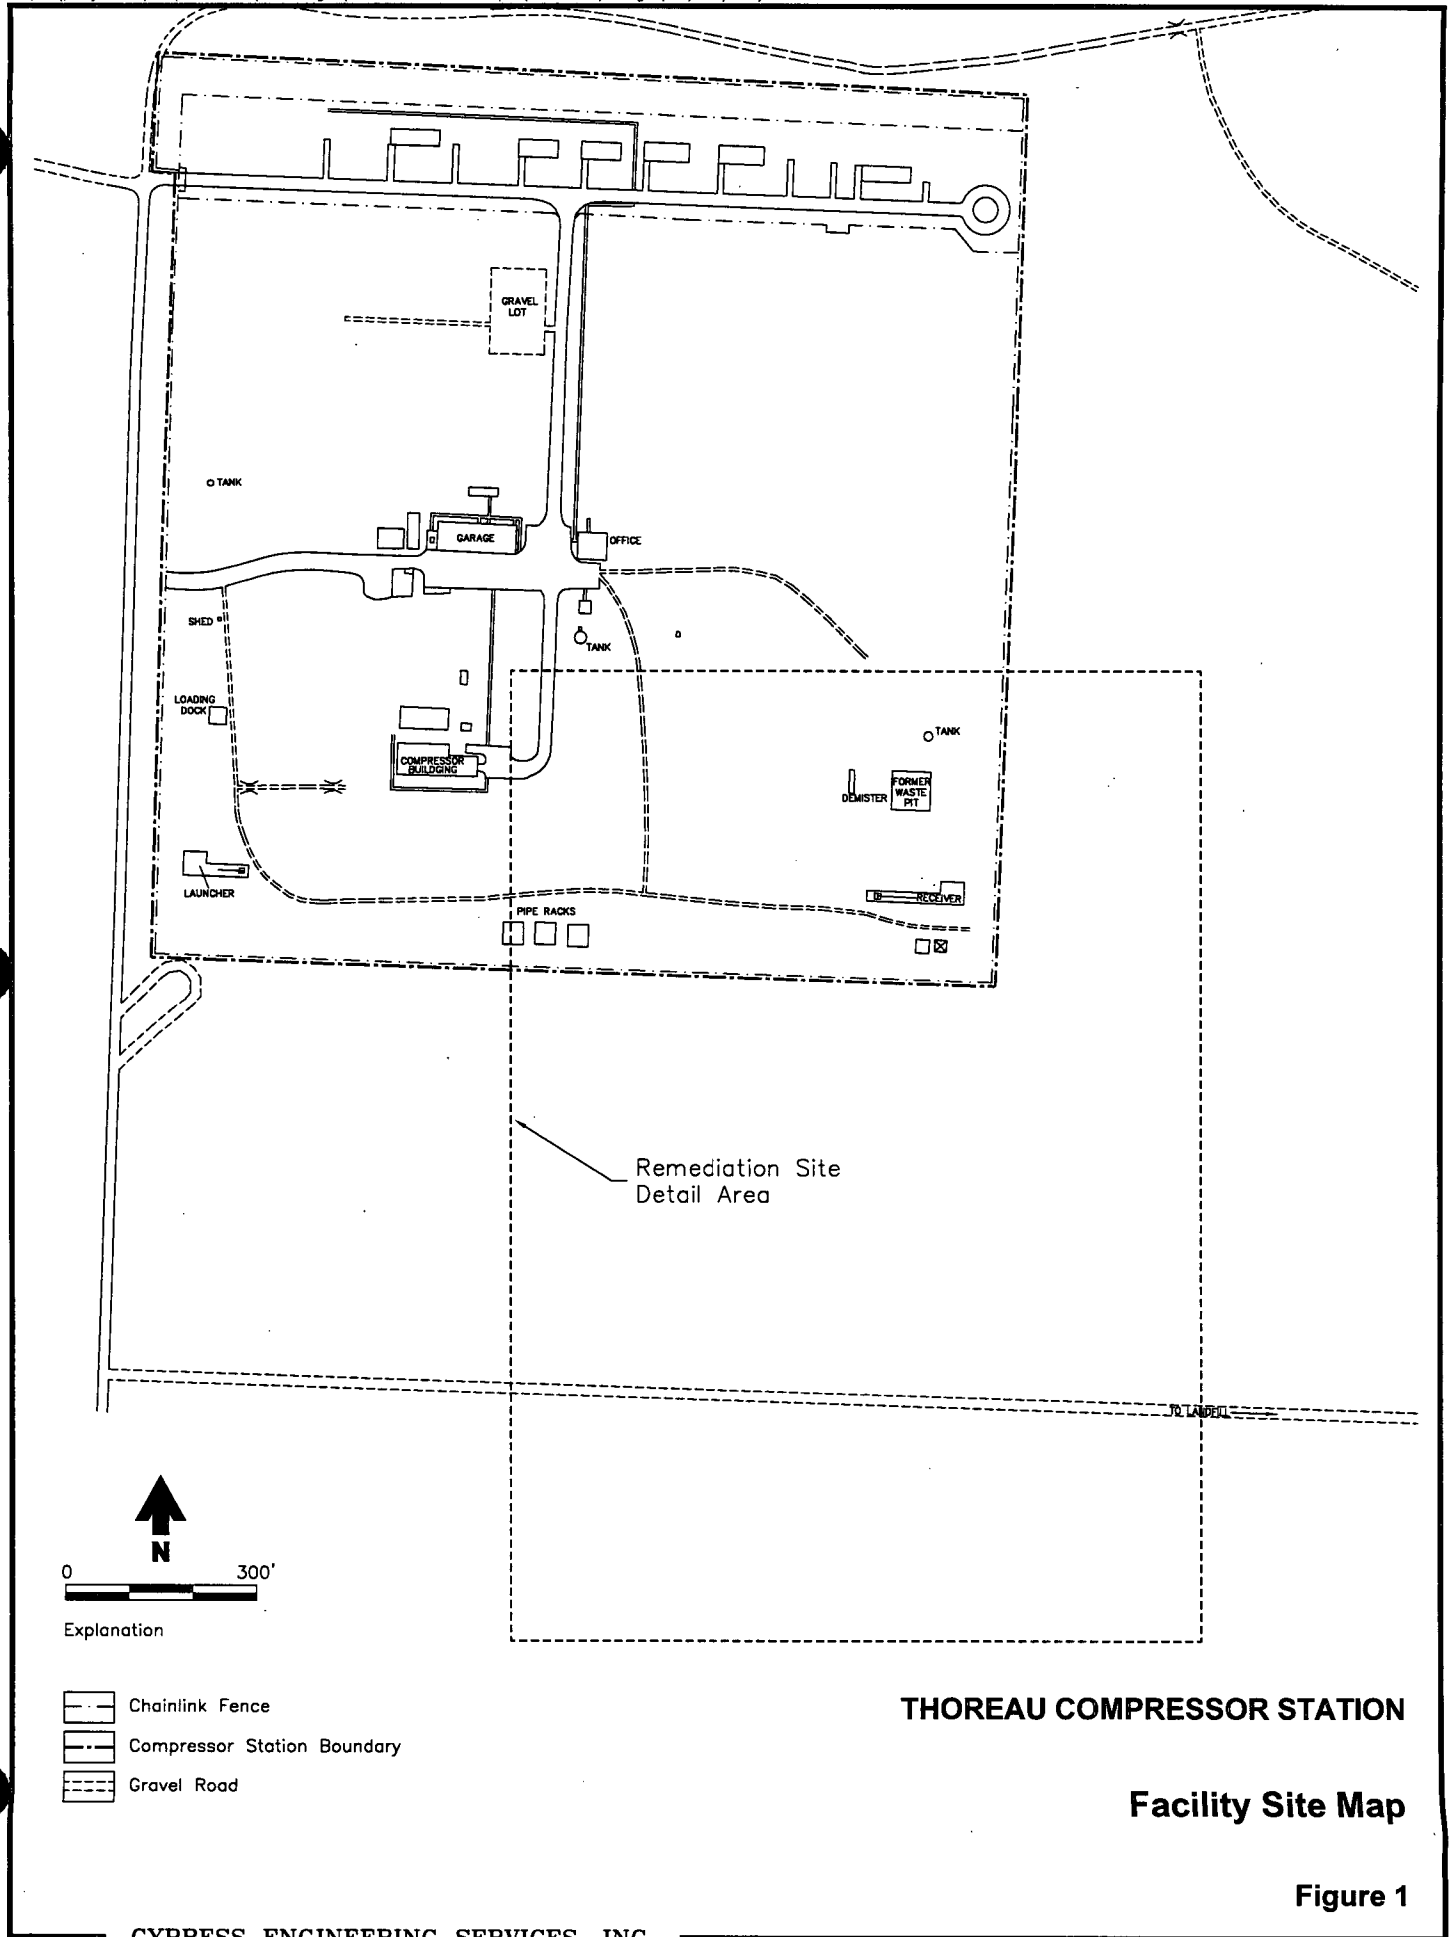 GRAVEL
LOT
TANK
GARAGE
OFFICE
SHED
TANK
LOADING
DOCK
TANK
COMPRESSOR
BUILDGING
FORMER
WASTE
PIT
DEMISTER
LAUNCHER
RECEIVER
PIPE RACKS
Remediation Site
Detail Area
TO LANDFILL
N
0 300'
Explanation
Chainlink Fence
Compressor Station Boundary
Gravel Road
THOREAU COMPRESSOR STATION
Facility Site Map
Figure 1
CYPRESS ENGINEERING SERVICES, INC.